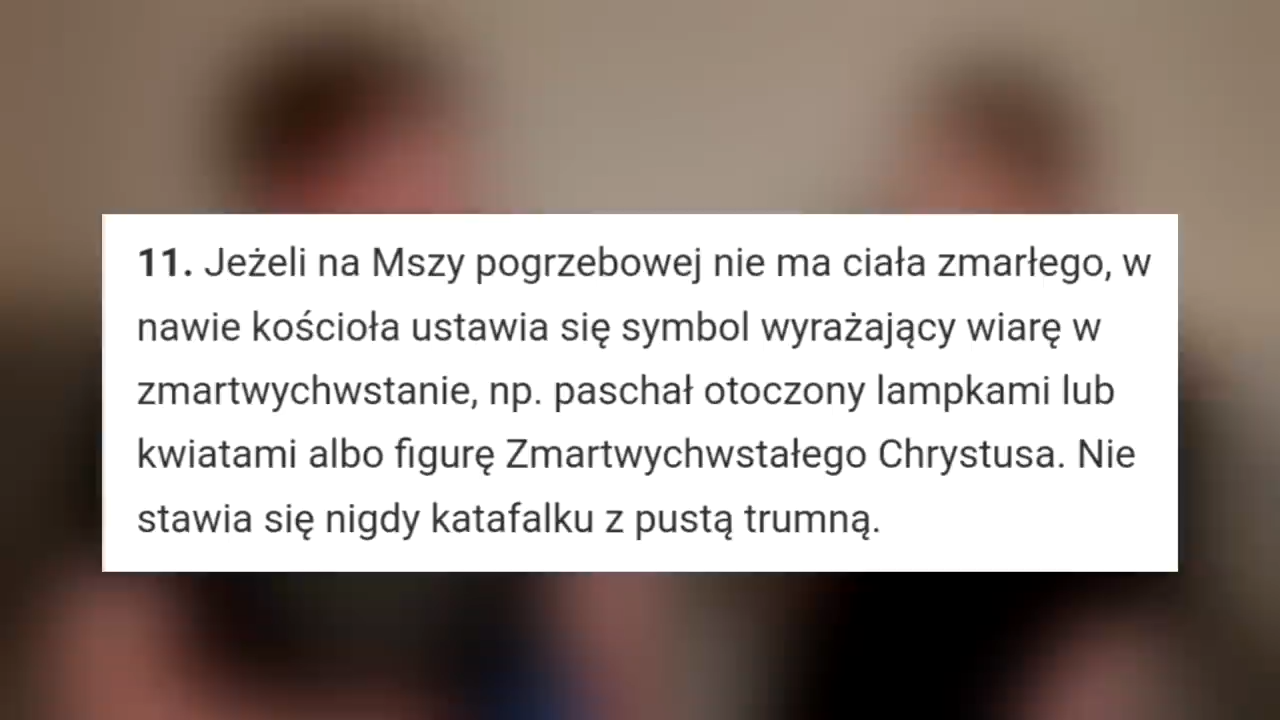 11. Jeżeli na Mszy pogrzebowej nie ma ciała zmarłego, w
nawie kościoła ustawia się symbol wyrażający wiarę w
zmartwychwstanie, np. paschał otoczony lampkami lub
kwiatami albo figurę Zmartwychwstałego Chrystusa. Nie
stawia się nigdy katafalku z pustą trumną.